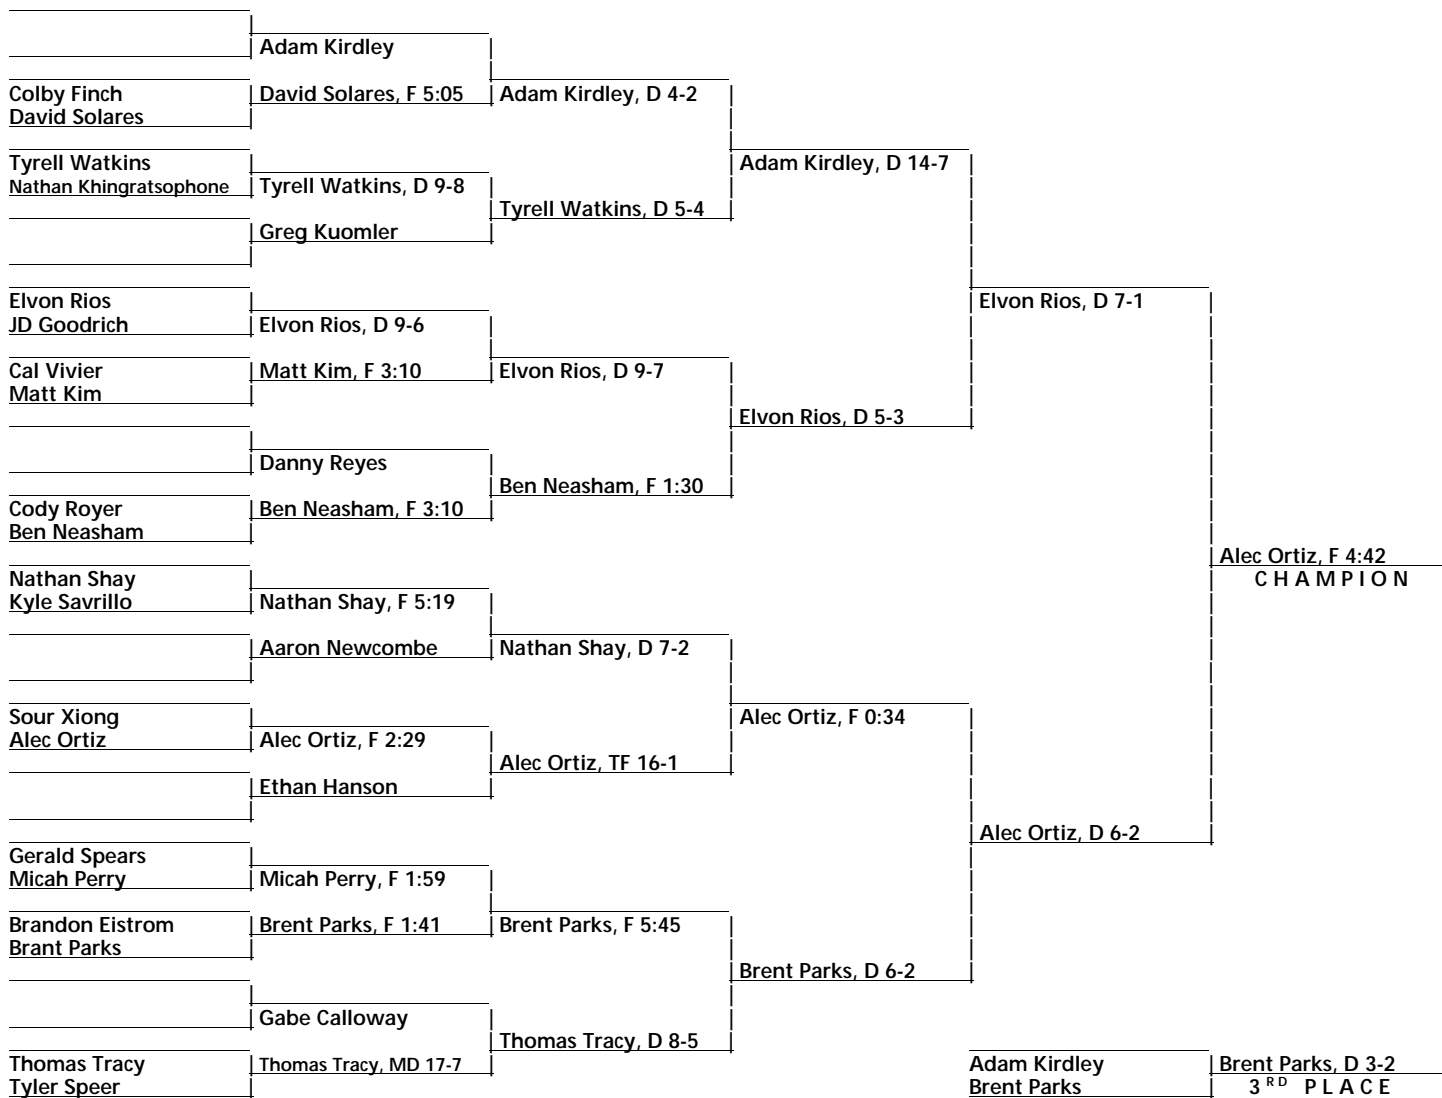 Adam Kirdley
Colby Finch
David Solares, F 5:05
Adam Kirdley, D 4-2
David Solares
Tyrell Watkins
Adam Kirdley, D 14-7
Nathan Khingratsophone
Tyrell Watkins, D 9-8
Tyrell Watkins, D 5-4
Greg Kuomler
Elvon Rios
Elvon Rios, D 7-1
JD Goodrich
Elvon Rios, D 9-6
Cal Vivier
Matt Kim, F 3:10
Elvon Rios, D 9-7
Matt Kim
Elvon Rios, D 5-3
Danny Reyes
Ben Neasham, F 1:30
Cody Royer
Ben Neasham, F 3:10
Ben Neasham
Alec Ortiz, F 4:42
Nathan Shay
CHAMPION
Kyle Savrillo
Nathan Shay, F 5:19
Aaron Newcombe
Nathan Shay, D 7-2
Sour Xiong
Alec Ortiz, F 0:34
Alec Ortiz
Alec Ortiz, F 2:29
Alec Ortiz, TF 16-1
Ethan Hanson
Alec Ortiz, D 6-2
Gerald Spears
Micah Perry
Micah Perry, F 1:59
Brandon Eistrom
Brent Parks, F 1:41
Brent Parks, F 5:45
Brant Parks
Brent Parks, D 6-2
Gabe Calloway
Thomas Tracy, D 8-5
Thomas Tracy
Thomas Tracy, MD 17-7
Adam Kirdley
Brent Parks, D 3-2
Tyler Speer
Brent Parks
3RD PLACE